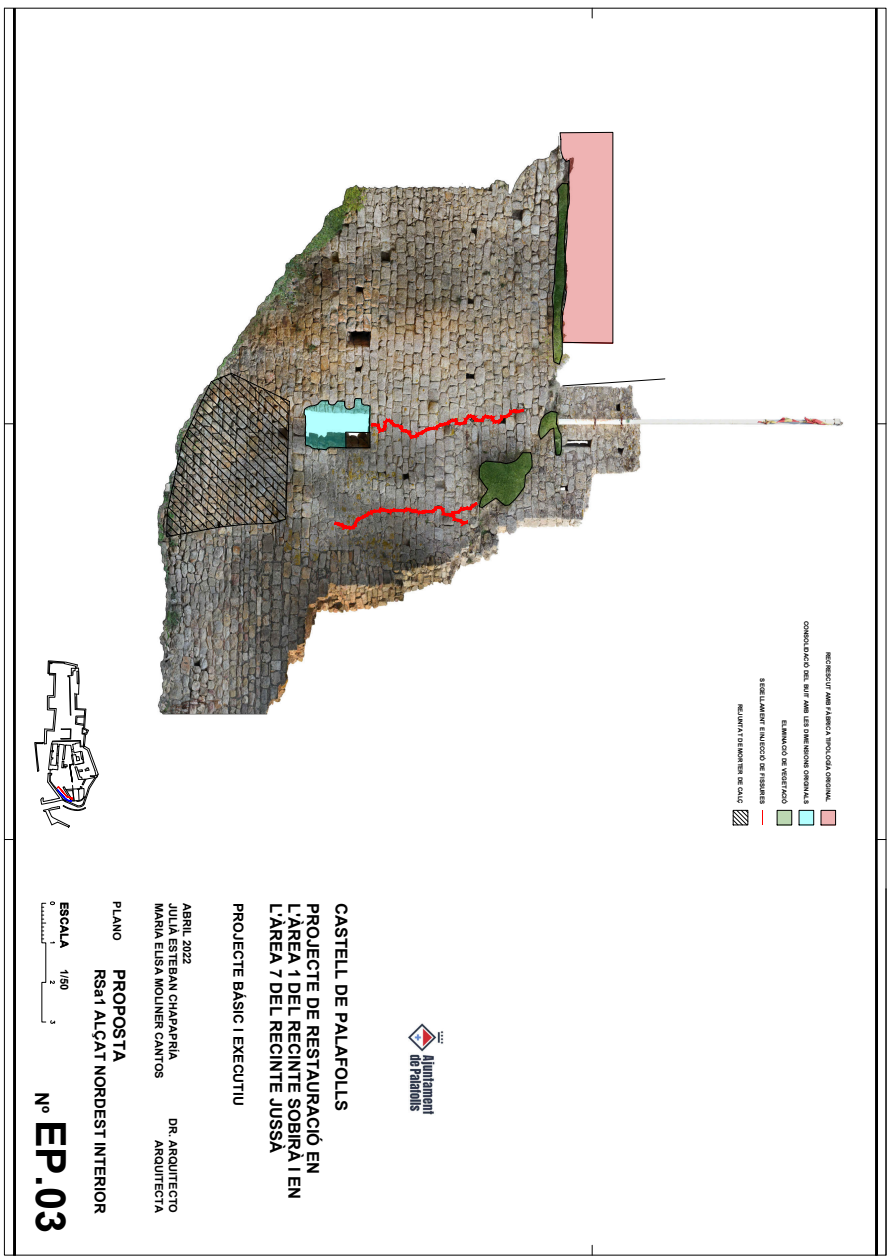 RECRESCUT AMB FÀBRICA TIPOLOGIA ORIGINAL
CONSOLIDACIÓ DEL BUIT AMB LES DIMENSIONS ORIGINALS
ELIMINACIÓ DE VEGETACIÓ
SEGELLAMENT E INJECCIÓ DE FISSURES
REJUNTAT DE MORTER DE CALÇ
Ajuntament
de Palafolls
CASTELL DE PALAFOLLS
PROJECTE DE RESTAURACIÓ EN
L'ÀREA 1 DEL RECINTE SOBIRÀ I EN
L'ÀREA 7 DEL RECINTE JUSSÀ
PROJECTE BÀSIC I EXECUTIU
ABRIL 2022
JULIÀ ESTEBAN CHAPAPRÍA DR. ARQUITECTO
MARIA ELISA MOLINER CANTOS ARQUITECTA
PLANO PROPOSTA
RSa1 ALÇAT NORDEST INTERIOR
ESCALA 1/50
0 1 2 3
Nº EP.03